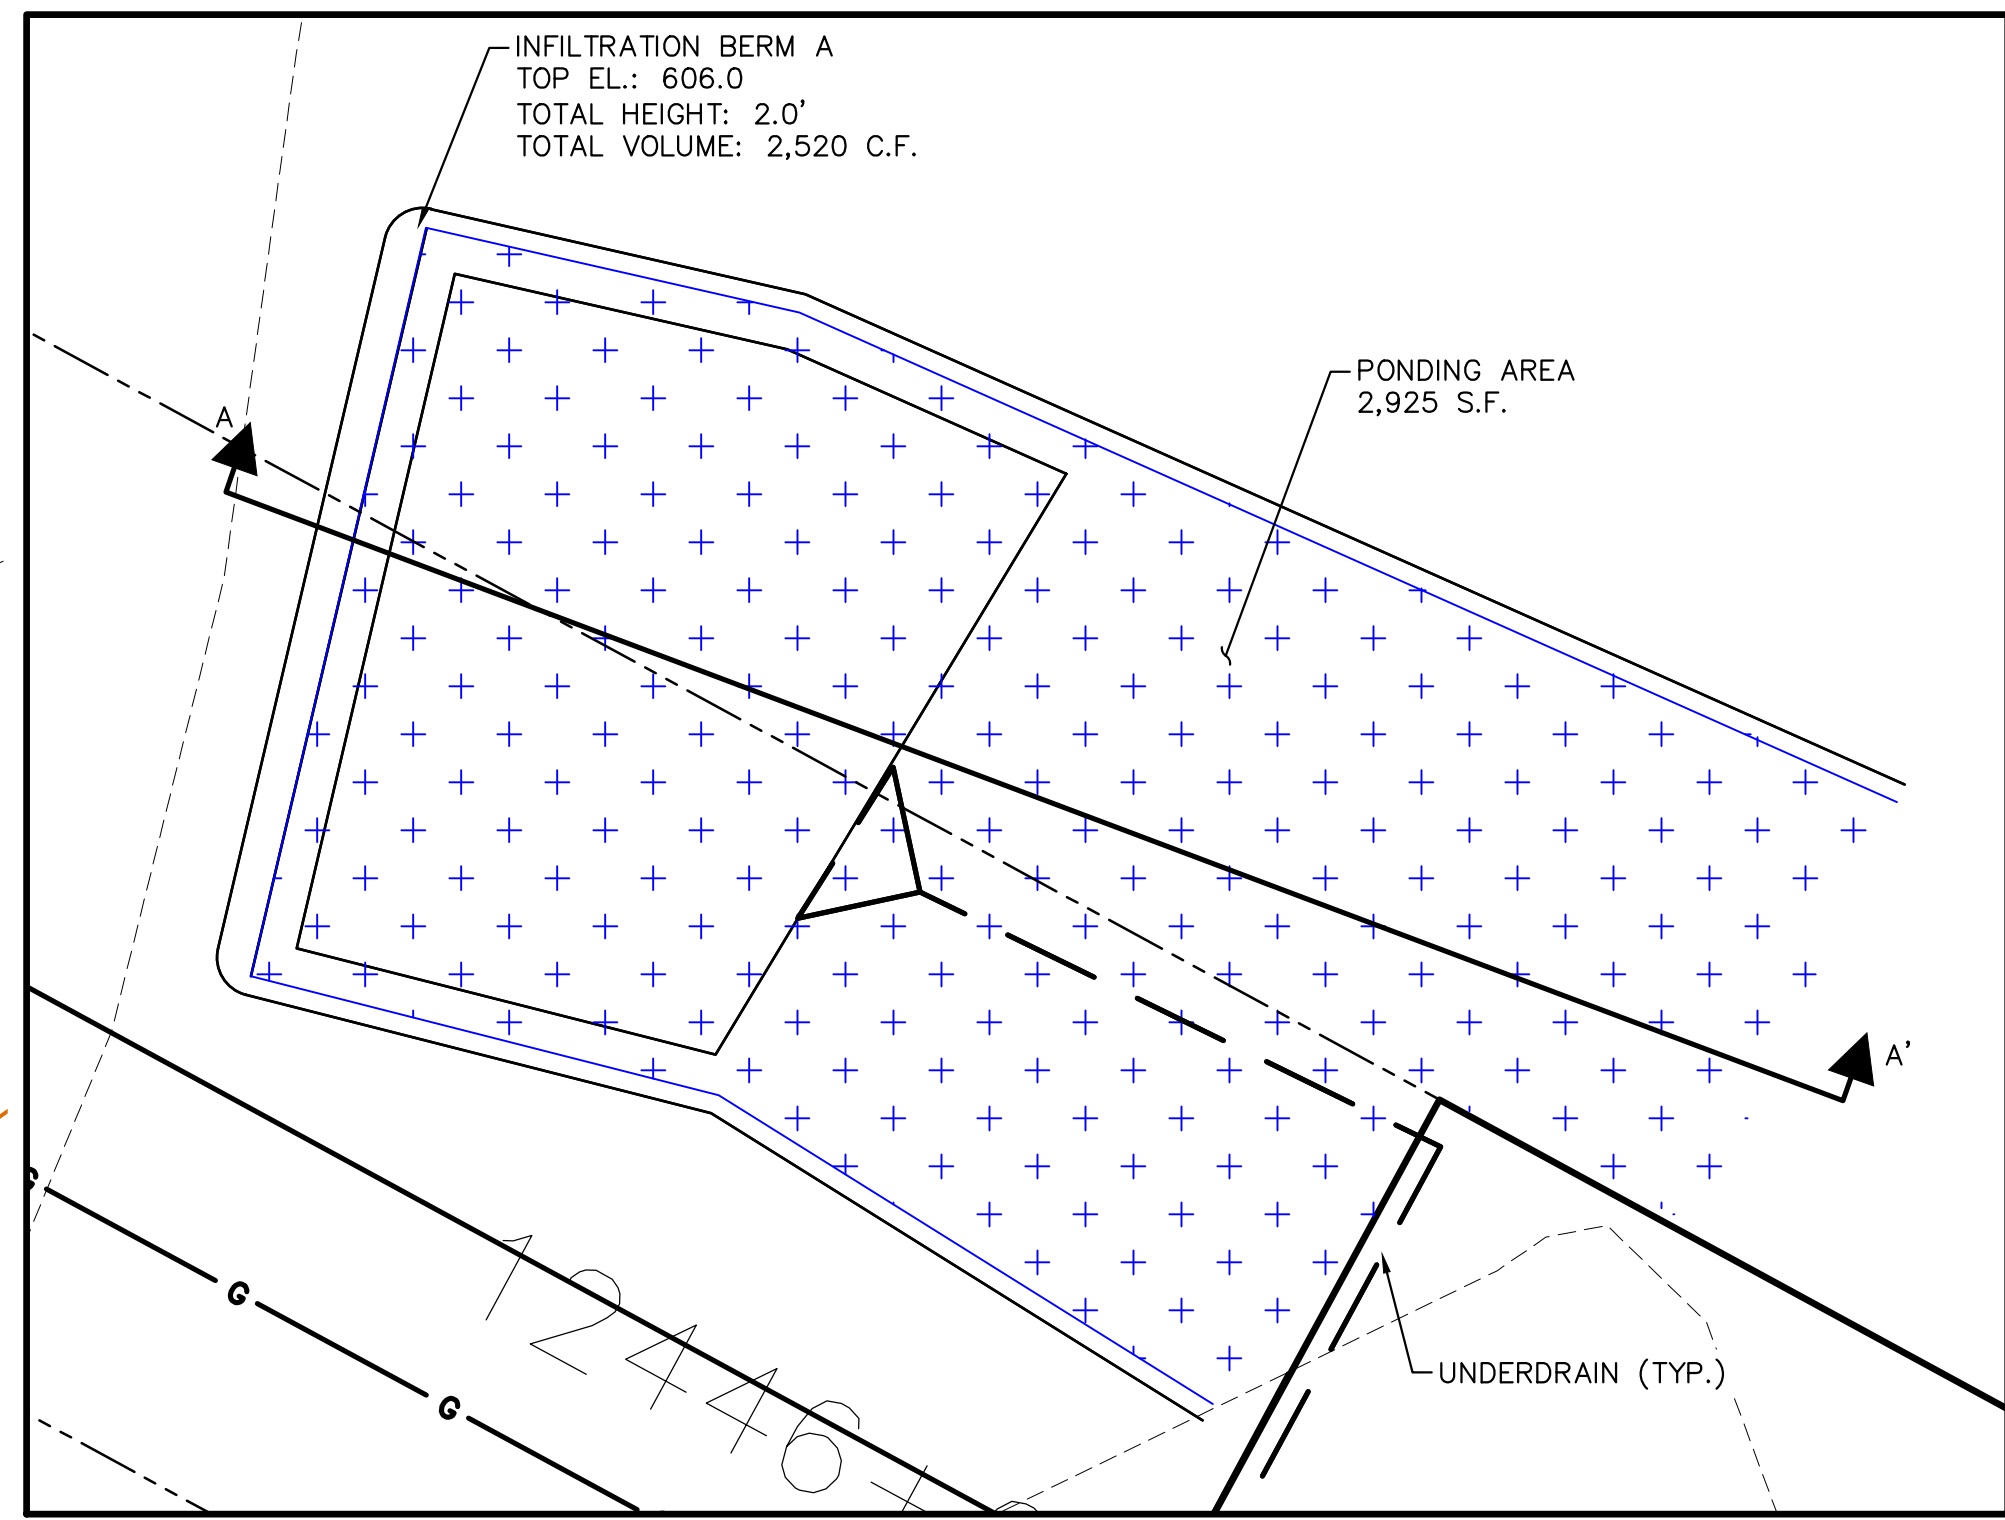 INFILTRATION BERM A
TOP EL.: 606.0
TOTAL HEIGHT: 2.0'
TOTAL VOLUME: 2,520 C.F.
PONDING AREA
2,925 S.F.
A
A'
G
G
12446
UNDERDRAIN (TYP.)